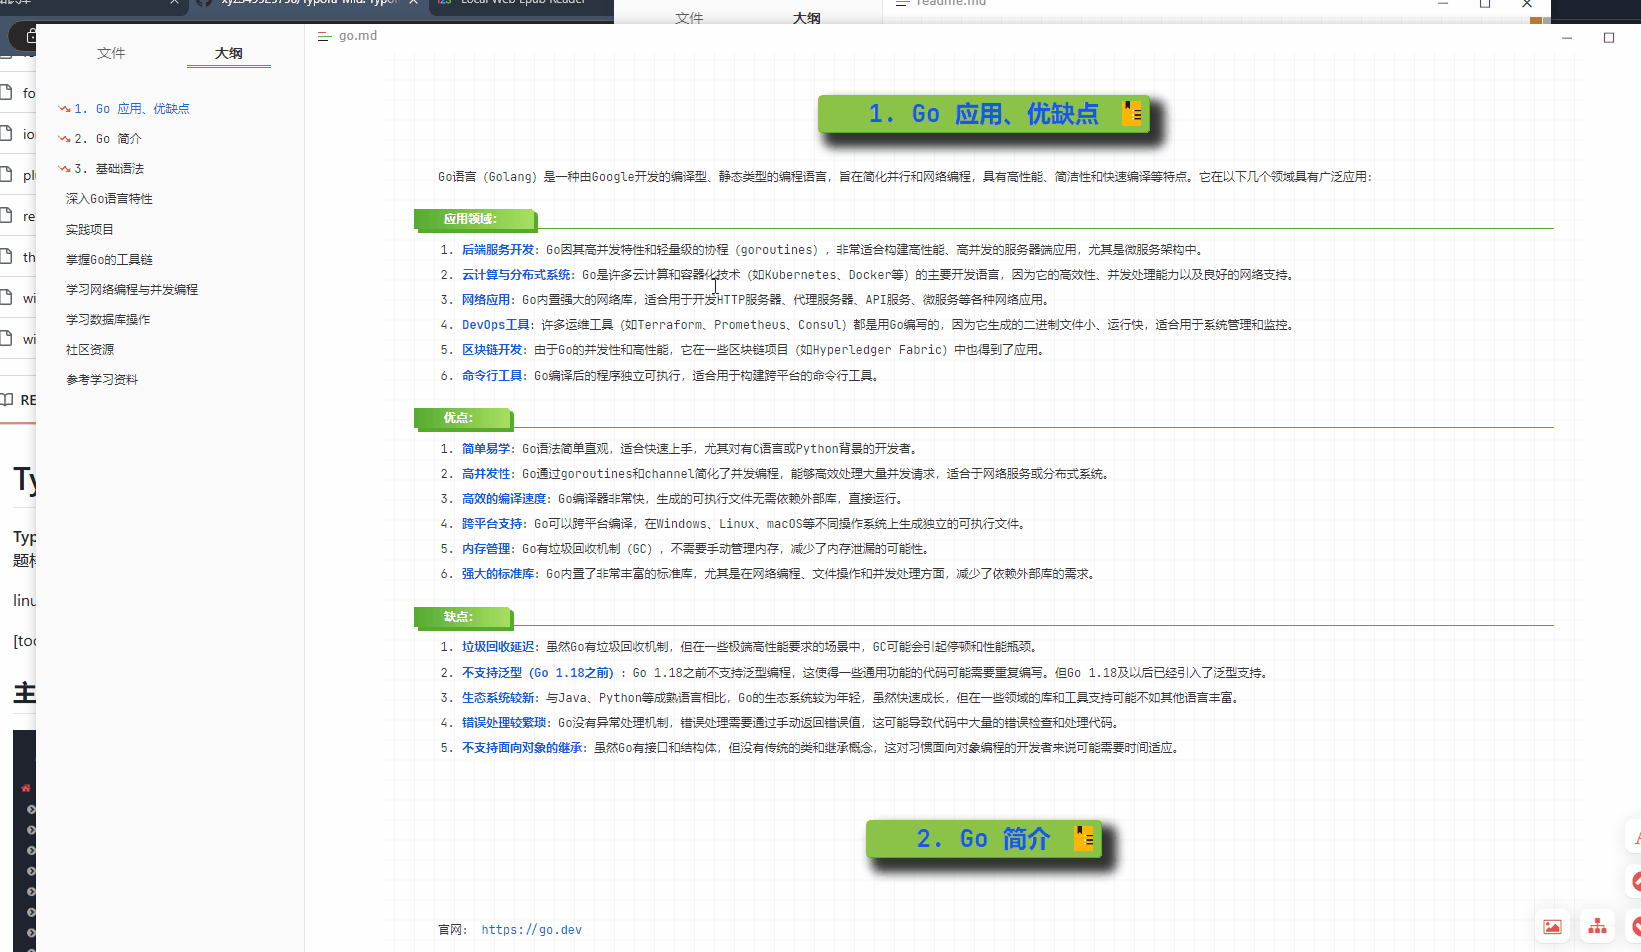 Local Web Epub Reader
文件
大纲
readme.md
文件
大纲
go.md
1. Go 应用、优缺点
2. Go 简介
3. 基础语法
深入Go语言特性
实践项目
掌握Go的工具链
学习网络编程与并发编程
学习数据库操作
社区资源
参考学习资料
fo
io
pl
re
th
wi
wi
RE
Ty
Typ
题样
linu
[toc
主
1. Go 应用、优缺点
Go语言（Golang）是一种由Google开发的编译型、静态类型的编程语言，旨在简化并行和网络编程，具有高性能、简洁性和快速编译等特点。它在以下几个领域具有广泛应用：
应用领域：
1. 后端服务开发：Go因其高并发特性和轻量级的协程（goroutines），非常适合构建高性能、高并发的服务器端应用，尤其是微服务架构中。
2. 云计算与分布式系统：Go是许多云计算和容器化技术（如Kubernetes、Docker等）的主要开发语言，因为它的高效性、并发处理能力以及良好的网络支持。
3. 网络应用：Go内置强大的网络库，适合用于开发HTTP服务器、代理服务器、API服务、微服务等各种网络应用。
4. DevOps工具：许多运维工具（如Terraform、Prometheus、Consul）都是用Go编写的，因为它生成的二进制文件小、运行快，适合用于系统管理和监控。
5. 区块链开发：由于Go的并发性和高性能，它在一些区块链项目（如Hyperledger Fabric）中也得到了应用。
6. 命令行工具：Go编译后的程序独立可执行，适合用于构建跨平台的命令行工具。
优点：
1. 简单易学：Go语法简单直观，适合快速上手，尤其对有C语言或Python背景的开发者。
2. 高并发性：Go通过goroutines和channel简化了并发编程，能够高效处理大量并发请求，适合于网络服务或分布式系统。
3. 高效的编译速度：Go编译器非常快，生成的可执行文件无需依赖外部库，直接运行。
4. 跨平台支持：Go可以跨平台编译，在Windows、Linux、macOS等不同操作系统上生成独立的可执行文件。
5. 内存管理：Go有垃圾回收机制（GC），不需要手动管理内存，减少了内存泄漏的可能性。
6. 强大的标准库：Go内置了非常丰富的标准库，尤其是在网络编程、文件操作和并发处理方面，减少了依赖外部库的需求。
缺点：
1. 垃圾回收延迟：虽然Go有垃圾回收机制，但在一些极端高性能要求的场景中，GC可能会引起停顿和性能瓶颈。
2. 不支持泛型（Go 1.18之前）：Go 1.18之前不支持泛型编程，这使得一些通用功能的代码可能需要重复编写。但Go 1.18及以后已经引入了泛型支持。
3. 生态系统较新：与Java、Python等成熟语言相比，Go的生态系统较为年轻，虽然快速成长，但在一些领域的库和工具支持可能不如其他语言丰富。
4. 错误处理较繁琐：Go没有异常处理机制，错误处理需要通过手动返回错误值，这可能导致代码中大量的错误检查和处理代码。
5. 不支持面向对象的继承：虽然Go有接口和结构体，但没有传统的类和继承概念，这对习惯面向对象编程的开发者来说可能需要时间适应。
2. Go 简介
官网： https://go.dev